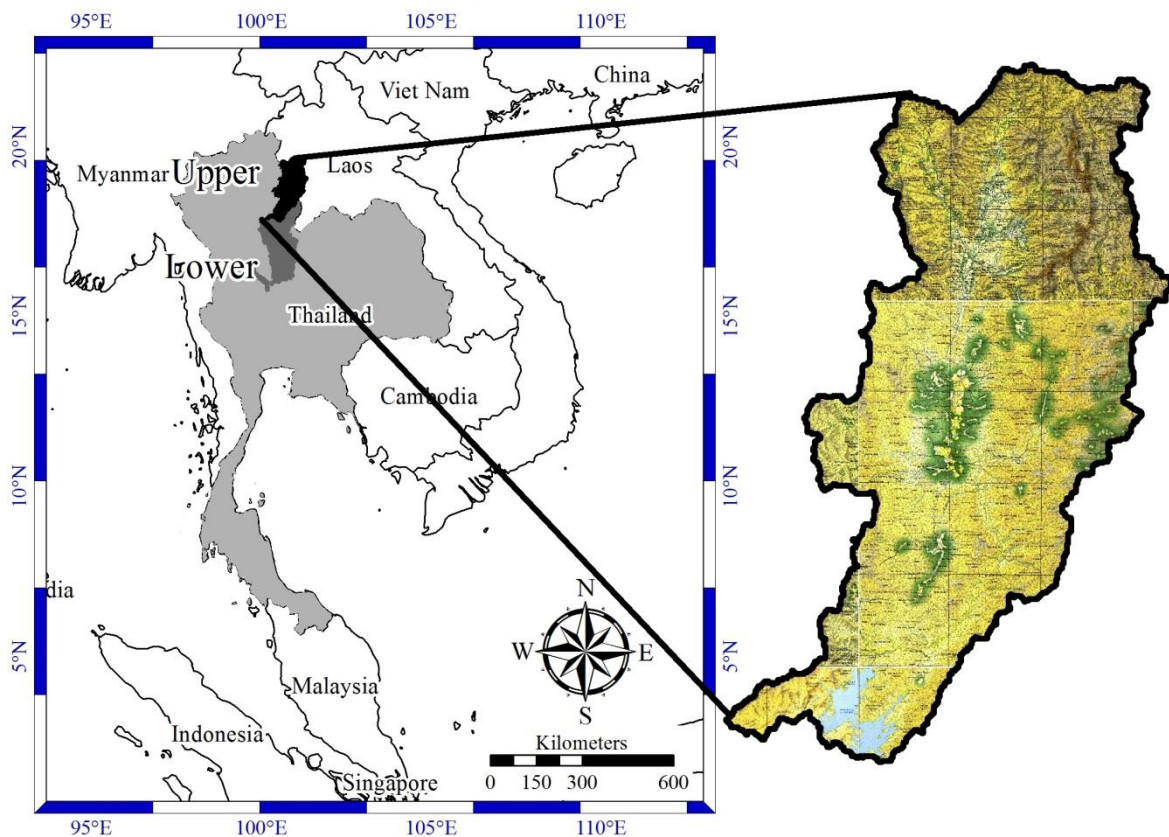 95°E 100°E 105°E 110°E
China
Viet Nam
20°N 20°N
Myanmar Upper Laos
Lower
Thailand
15°N 15°N
Cambodia
10°N 10°N
dia
N
W E
S
5°N 5°N
Malaysia
Indonesia
Kilometers
0 150 300 600
Singapore
95°E 100°E 105°E 110°E